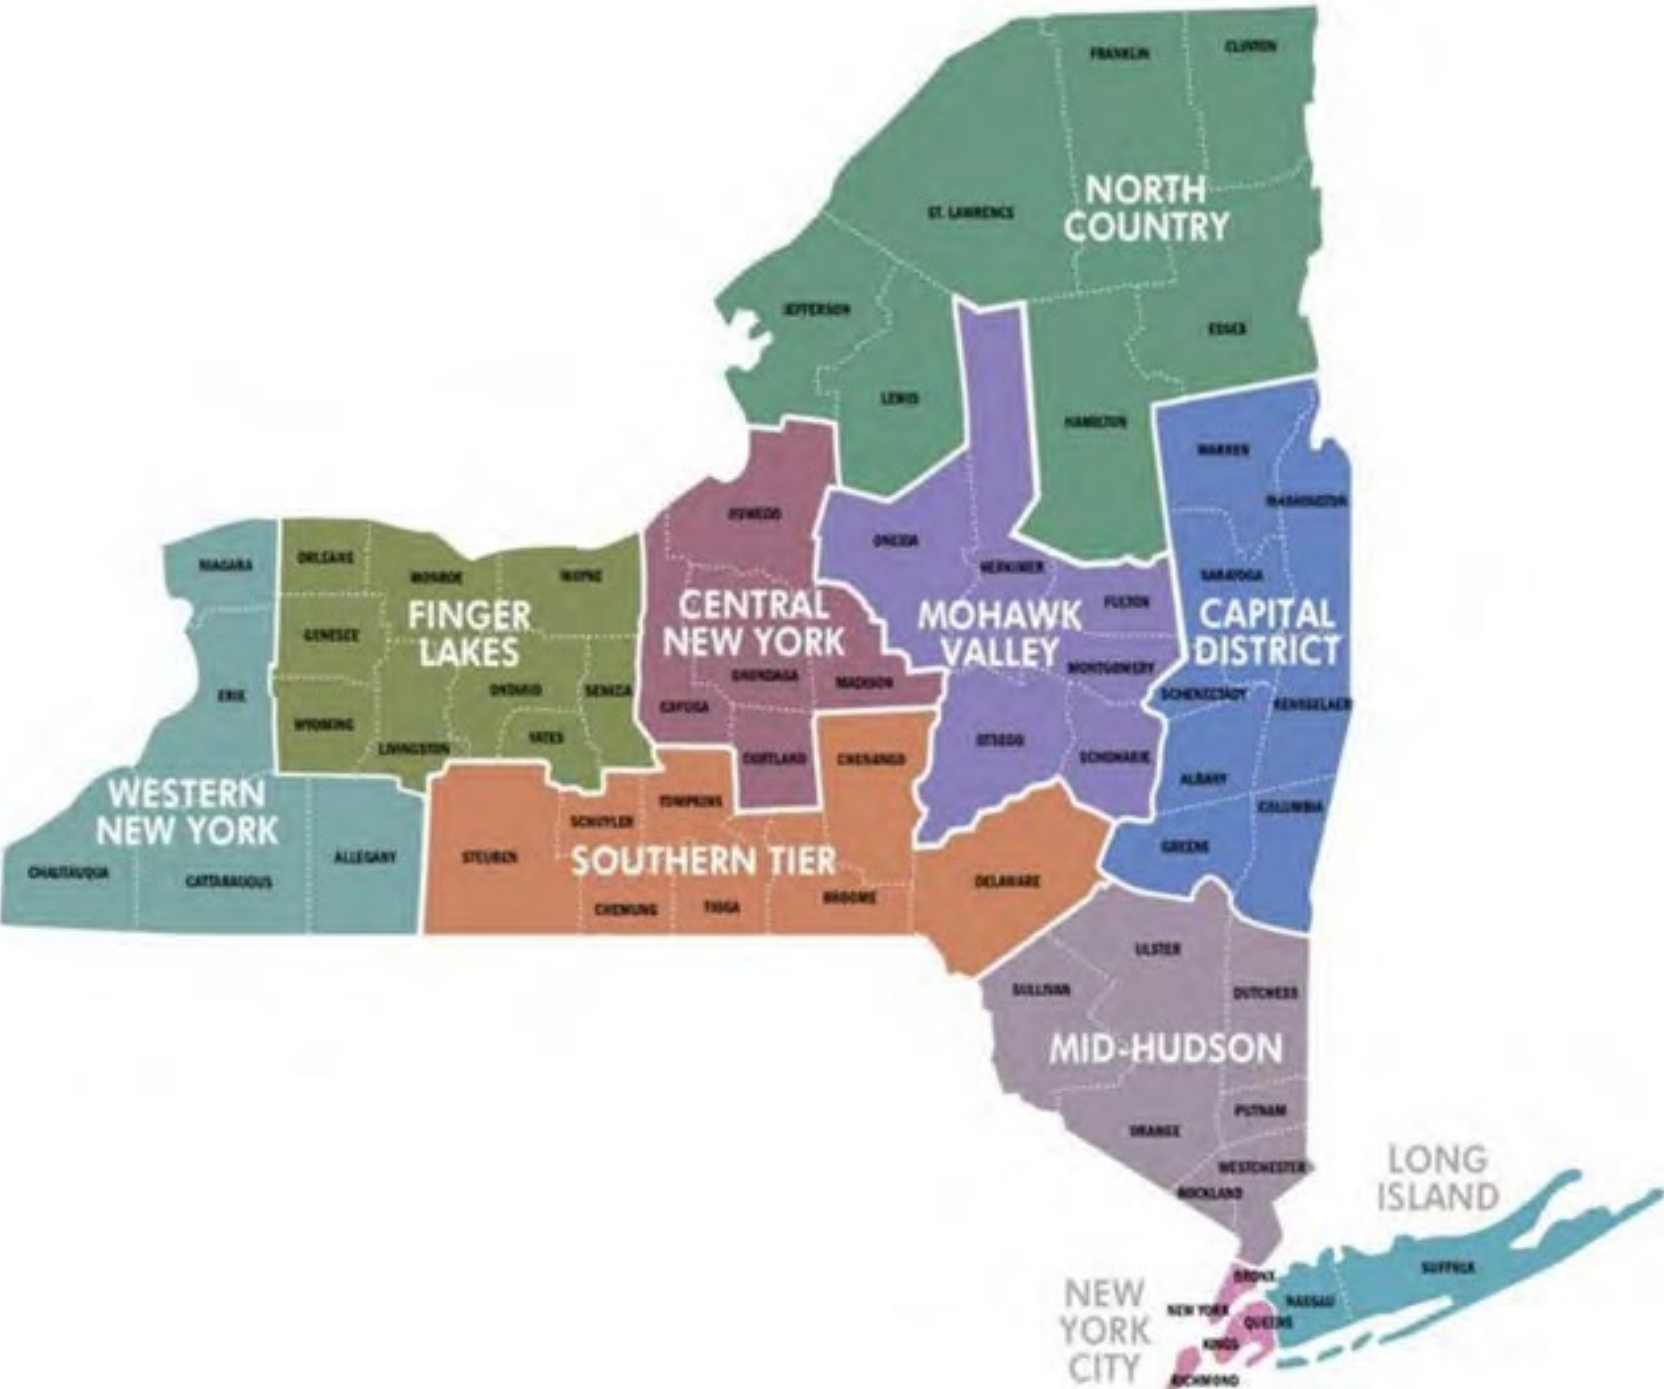 FRANKLIN
CLINTON
ST. LAWRENCE
NORTH
COUNTRY
JEFFERSON
ESSEX
LEWIS
HAMILTON
WARREN
WASHINGTON
OSWEGO
ONEIDA
HERKIMER
FULTON
SARATOGA
NIAGARA
ORLEANS
MONROE
WAYNE
GENESEE
FINGER
LAKES
CENTRAL
NEW YORK
MOHAWK
VALLEY
CAPITAL
DISTRICT
MONTGOMERY
ERIE
ONTARIO
SENECA
ONONDAGA
MADISON
CAYUGA
SCHENECTADY
RENSSELAER
WYOMING
LIVINGSTON
YATES
CORTLAND
CHENANGO
OTSEGO
SCHOHARIE
ALBANY
COLUMBIA
GREENE
WESTERN
NEW YORK
CHAUTAUQUA
CATTARAUGUS
ALLEGANY
STEUBEN
SCHUYLER
TOMPKINS
SOUTHERN TIER
CHEMUNG
TIOGA
BROOME
DELAWARE
ULSTER
SULLIVAN
DUTCHESS
MID-HUDSON
PUTNAM
ORANGE
WESTCHESTER
ROCKLAND
LONG
ISLAND
SUFFOLK
NASSAU
NEW
YORK
CITY
BRONX
NEW YORK
QUEENS
KINGS
RICHMOND